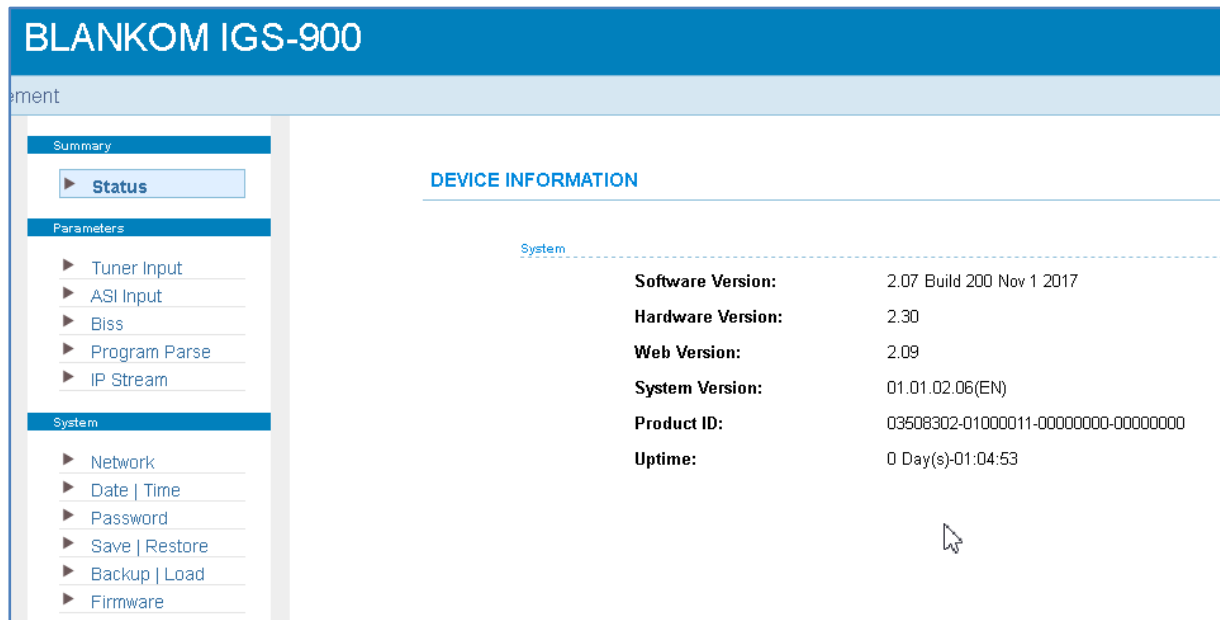 BLANKOM IGS-900
ement
Summary
Status
Parameters
Tuner Input
ASI Input
Biss
Program Parse
IP Stream
System
Network
Date | Time
Password
Save | Restore
Backup | Load
Firmware
DEVICE INFORMATION
System
Software Version: 2.07 Build 200 Nov 1 2017
Hardware Version: 2.30
Web Version: 2.09
System Version: 01.01.02.06(EN)
Product ID: 03508302-01000011-00000000-00000000
Uptime: 0 Day(s)-01:04:53